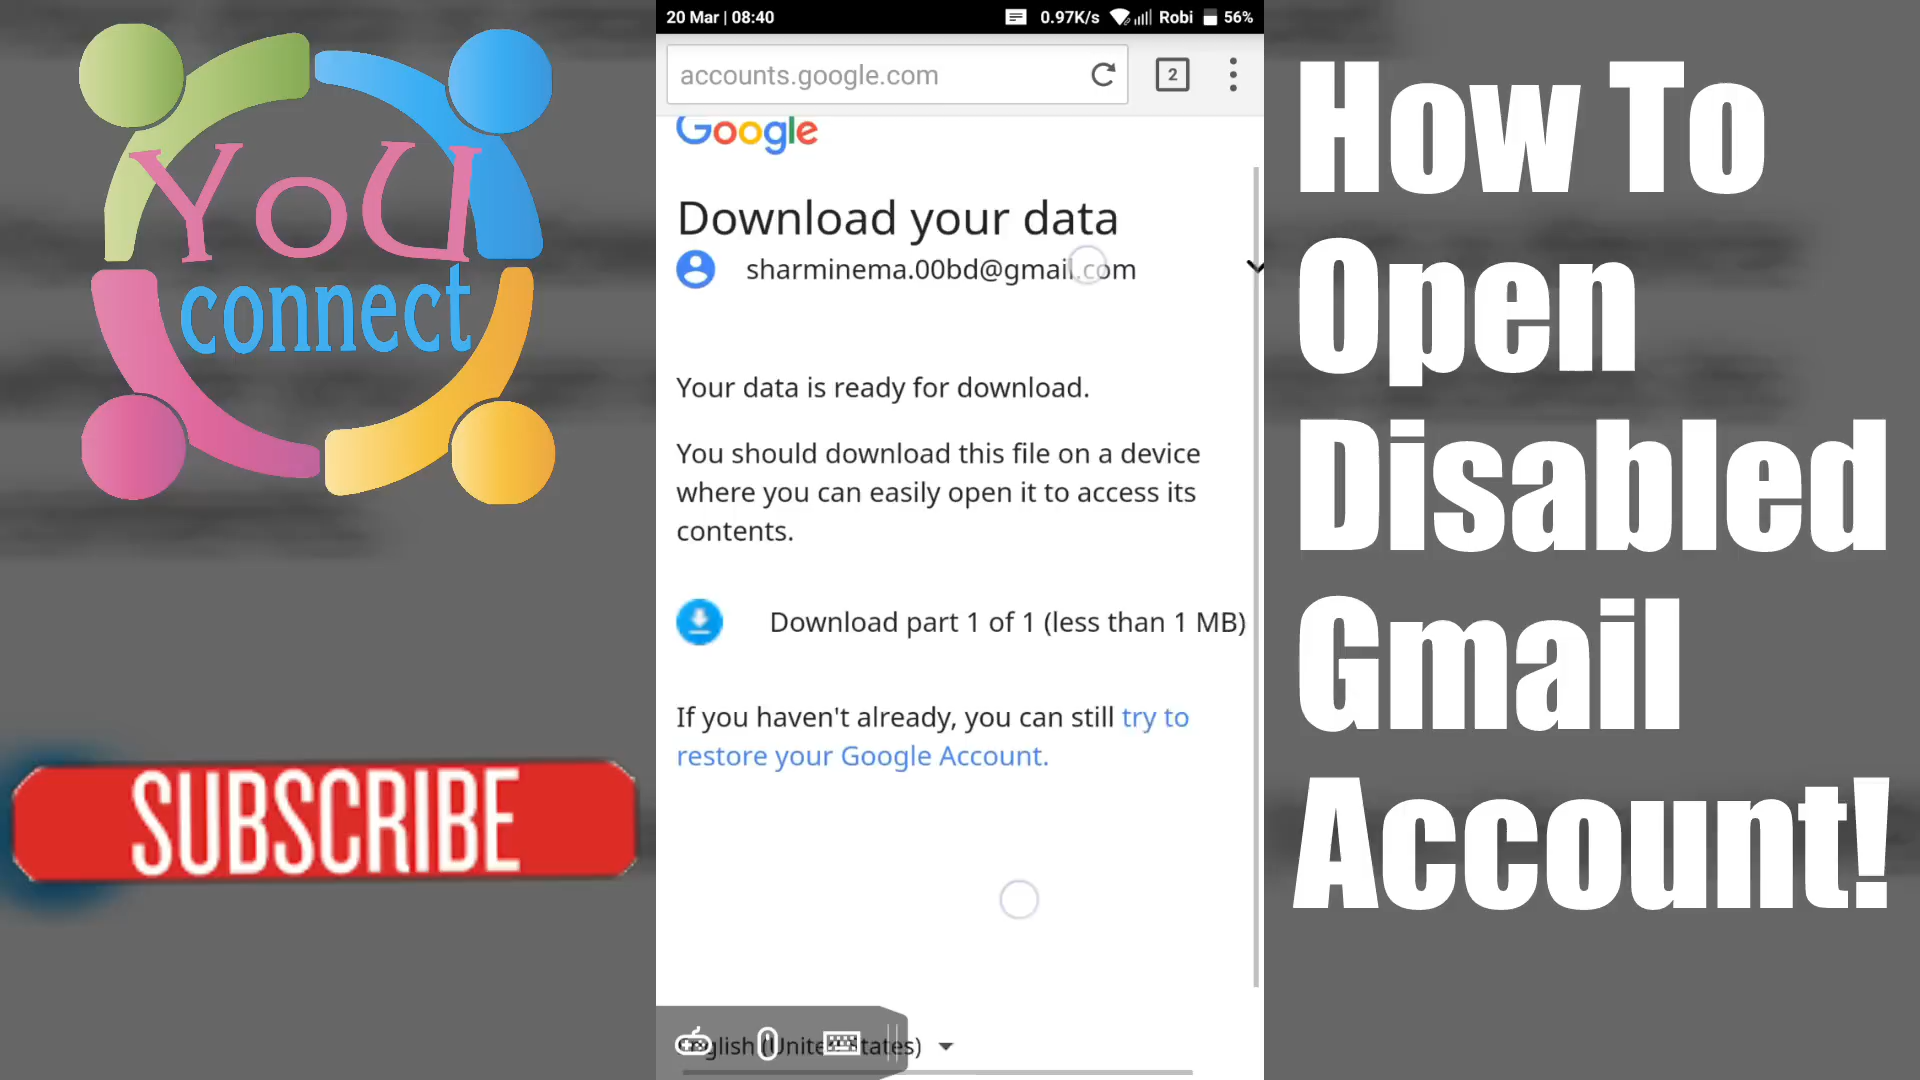 YoU
connect
SUBSCRIBE
20 Mar | 08:40
0.97K/s
Robi
56%
accounts.google.com
2
Google
Download your data
sharminema.00bd@gmail.com
Your data is ready for download.
You should download this file on a device
where you can easily open it to access its
contents.
Download part 1 of 1 (less than 1 MB)
If you haven't already, you can still try to
restore your Google Account.
English (United States)
How To
Open
Disabled
Gmail
Account!